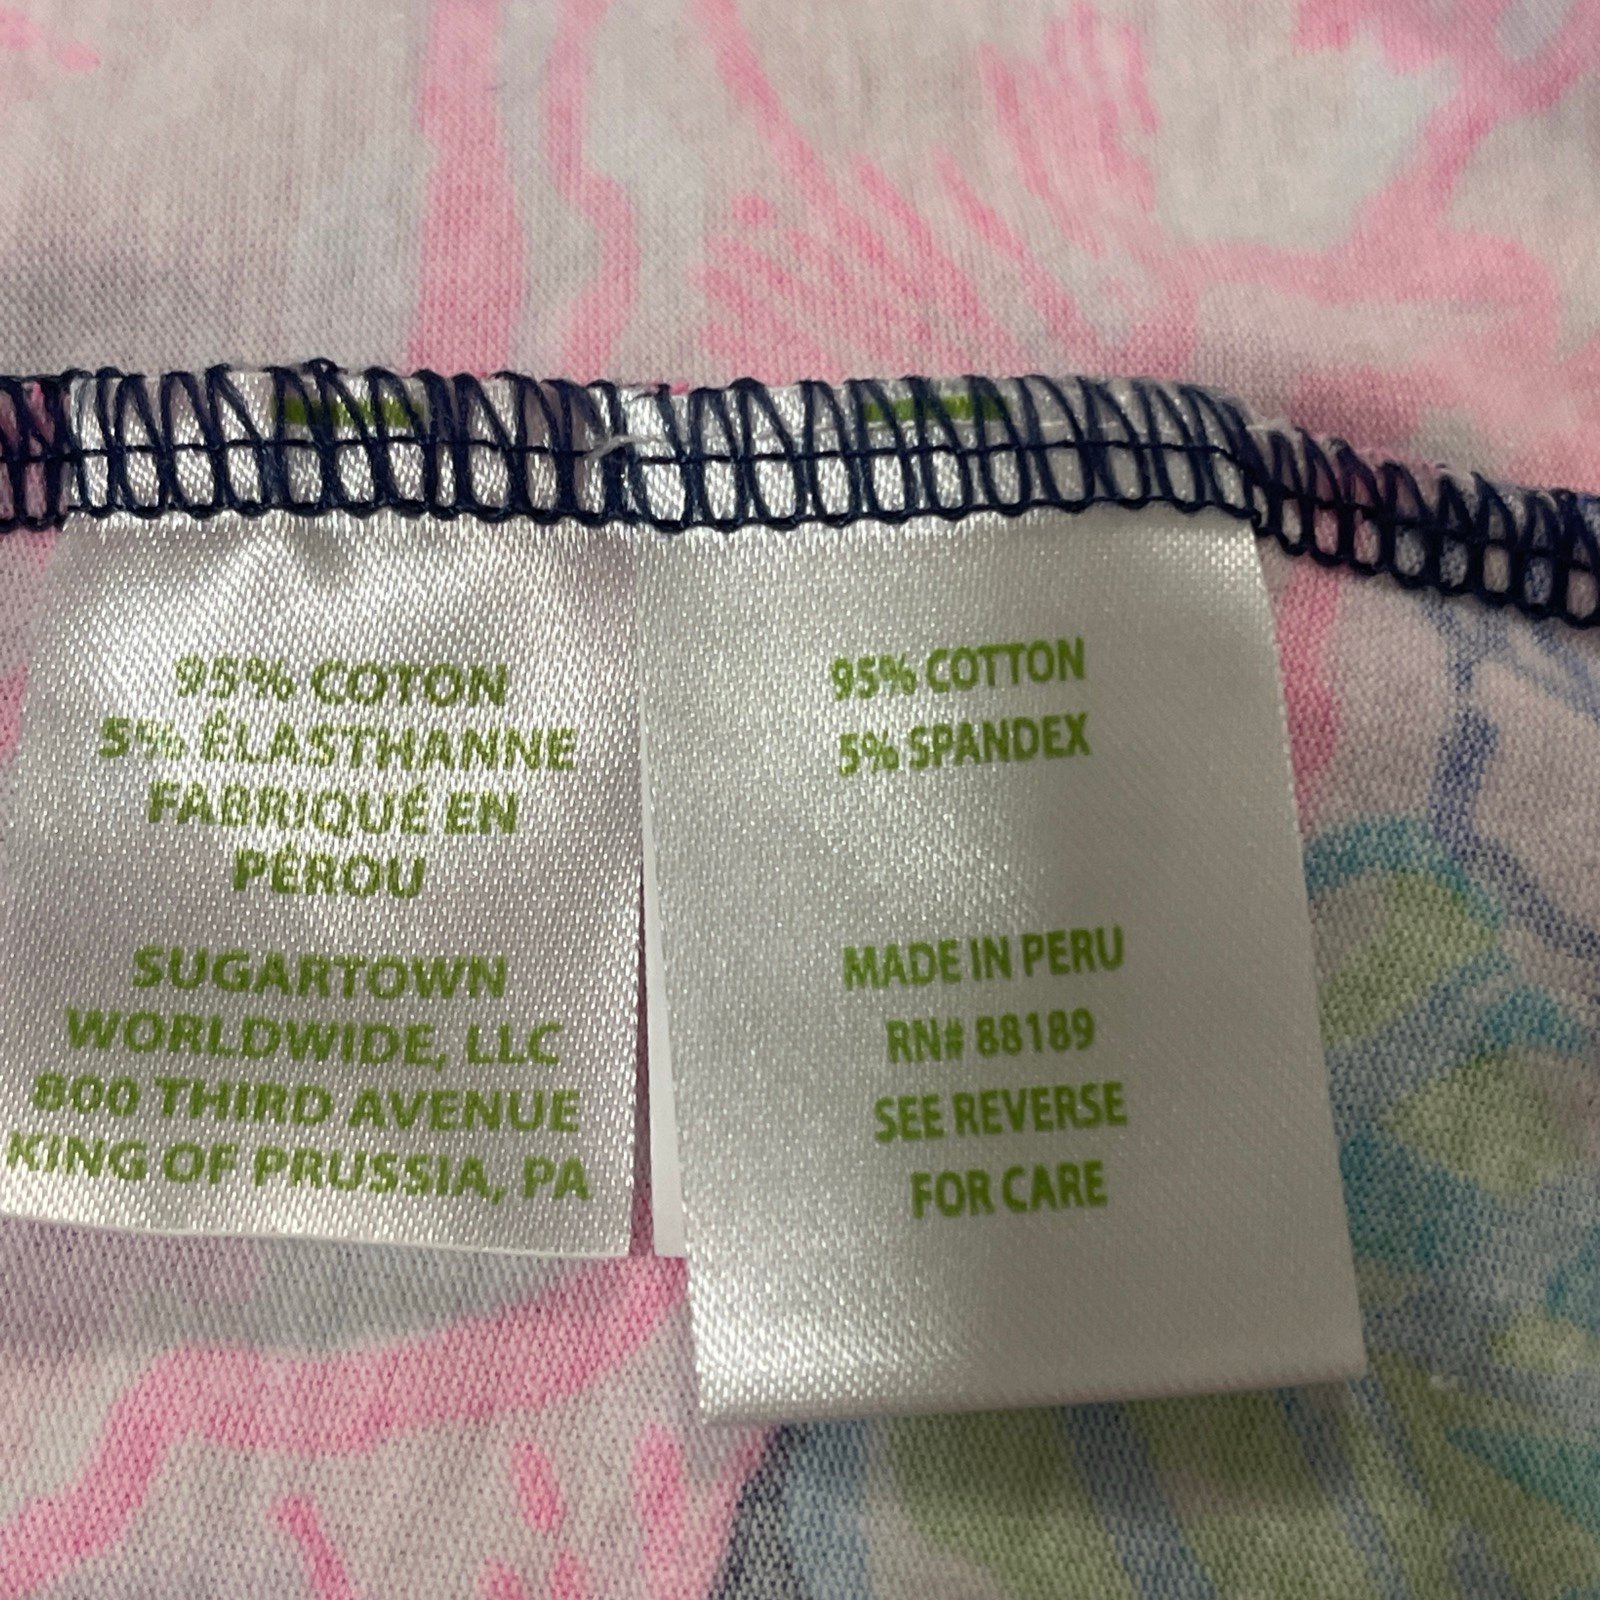 95% COTON
5% ÉLASTHANNE
FABRIQUÉ EN
PÉROU
SUGARTOWN
WORLDWIDE, LLC
800 THIRD AVENUE
KING OF PRUSSIA, PA
95% COTTON
5% SPANDEX
MADE IN PERU
RN# 88189
SEE REVERSE
FOR CARE